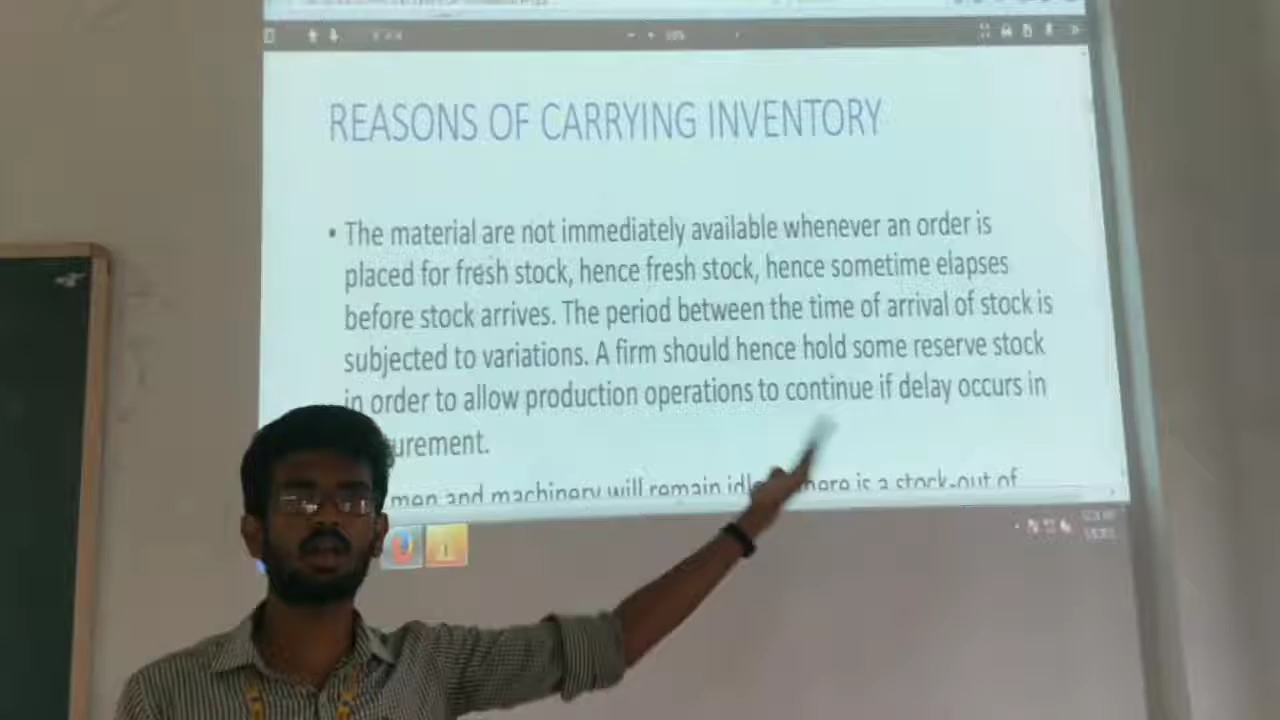 REASONS OF CARRYING INVENTORY
• The material are not immediately available whenever an order is
placed for fresh stock, hence fresh stock, hence sometime elapses
before stock arrives. The period between the time of arrival of stock is
subjected to variations. A firm should hence hold some reserve stock
in order to allow production operations to continue if delay occurs in
urement.
men and machinery will remain idle there is a stock-out of